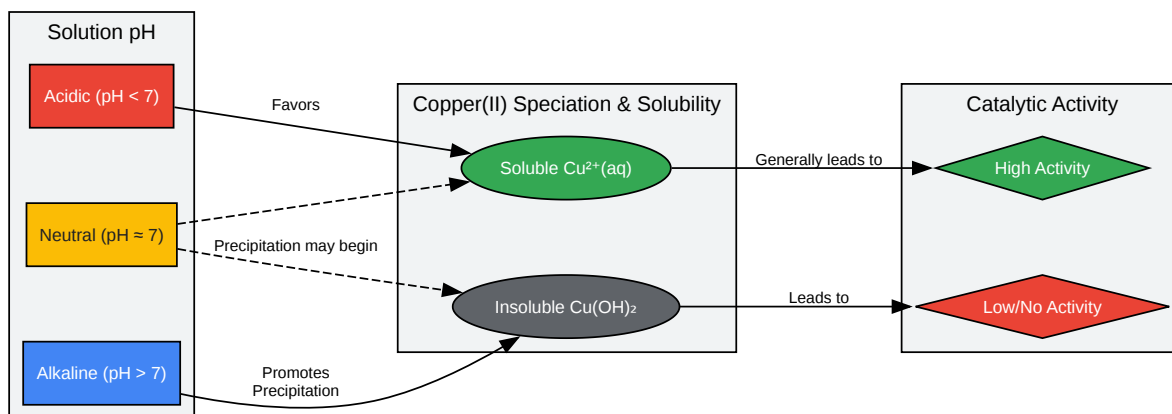 Solution pH
Acidic (pH < 7)
Neutral (pH ≈ 7)
Alkaline (pH > 7)
Favors
Precipitation may begin
Promotes
Precipitation
Copper(II) Speciation & Solubility
Soluble Cu²⁺(aq)
Insoluble Cu(OH)₂
Generally leads to
Leads to
Catalytic Activity
High Activity
Low/No Activity